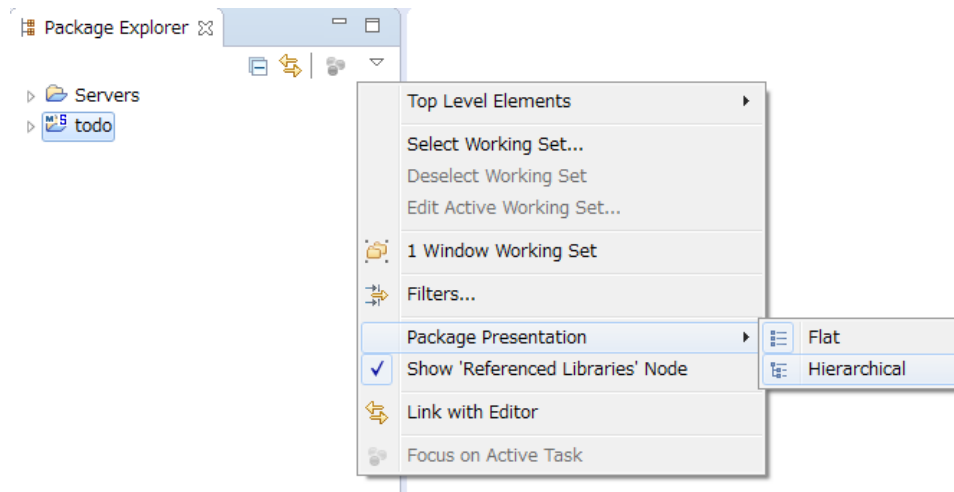 Package Explorer
Servers
todo
Top Level Elements
Select Working Set...
Deselect Working Set
Edit Active Working Set...
1 Window Working Set
Filters...
Package Presentation
Flat
Show 'Referenced Libraries' Node
Hierarchical
Link with Editor
Focus on Active Task